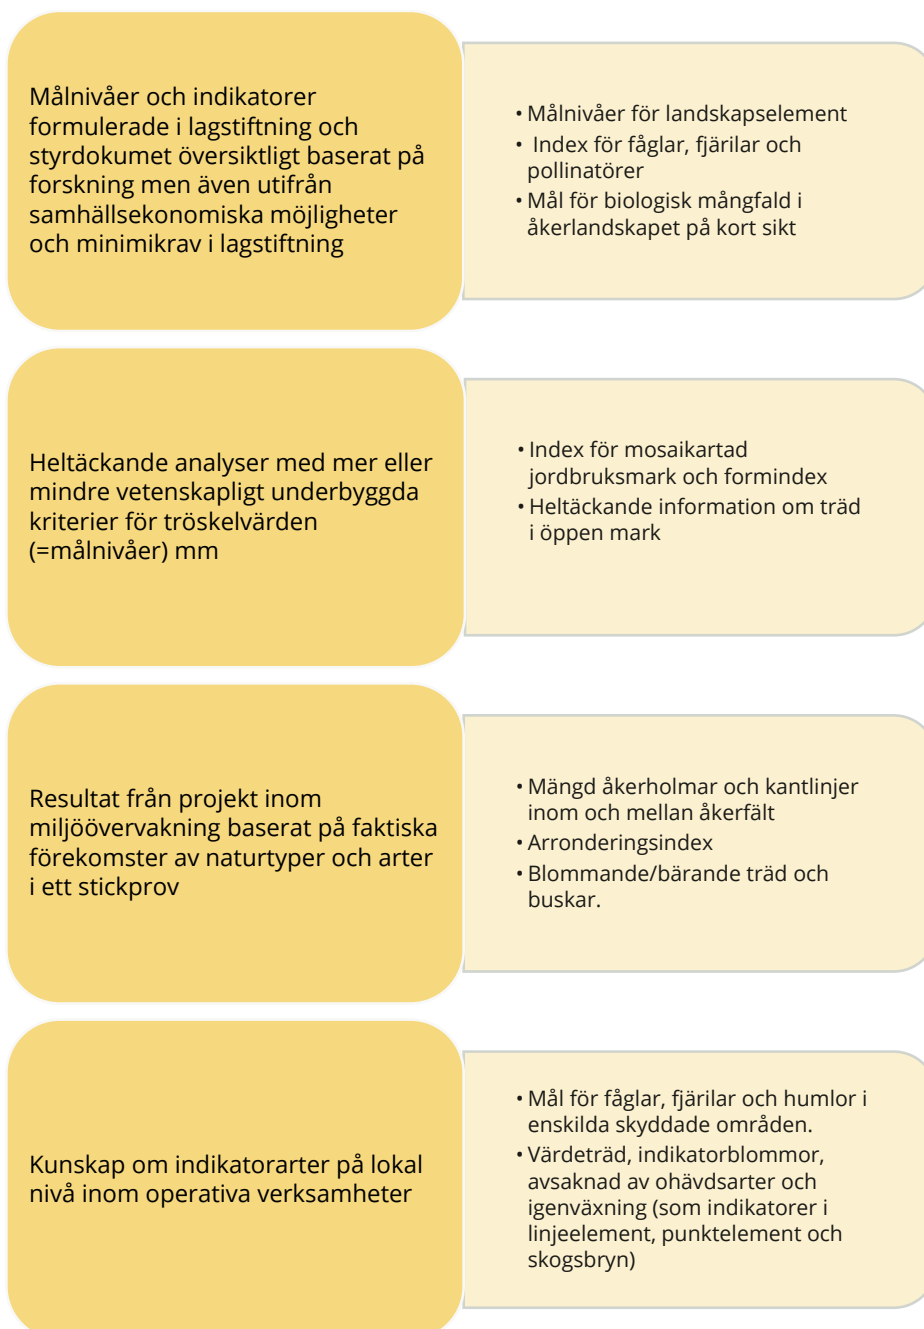 Målnivåer och indikatorer
formulerade i lagstiftning och
styrdokumet översiktligt baserat på
forskning men även utifrån
samhällsekonomiska möjligheter
och minimikrav i lagstiftning
• Målnivåer för landskapselement
• Index för fåglar, fjärilar och
pollinatörer
• Mål för biologisk mångfald i
åkerlandskapet på kort sikt
Heltäckande analyser med mer eller
mindre vetenskapligt underbyggda
kriterier för tröskelvärden
(=målnivåer) mm
• Index för mosaikartad
jordbruksmark och formindex
• Heltäckande information om träd
i öppen mark
Resultat från projekt inom
miljöövervakning baserat på faktiska
förekomster av naturtyper och arter
i ett stickprov
• Mängd åkerholmar och kantlinjer
inom och mellan åkerfält
• Arronderingsindex
• Blommande/bärande träd och
buskar.
Kunskap om indikatorarter på lokal
nivå inom operativa verksamheter
• Mål för fåglar, fjärilar och humlor i
enskilda skyddade områden.
• Värdeträd, indikatorblommor,
avsaknad av ohävdsarter och
igenväxning (som indikatorer i
linjeelement, punktelement och
skogsbryn)